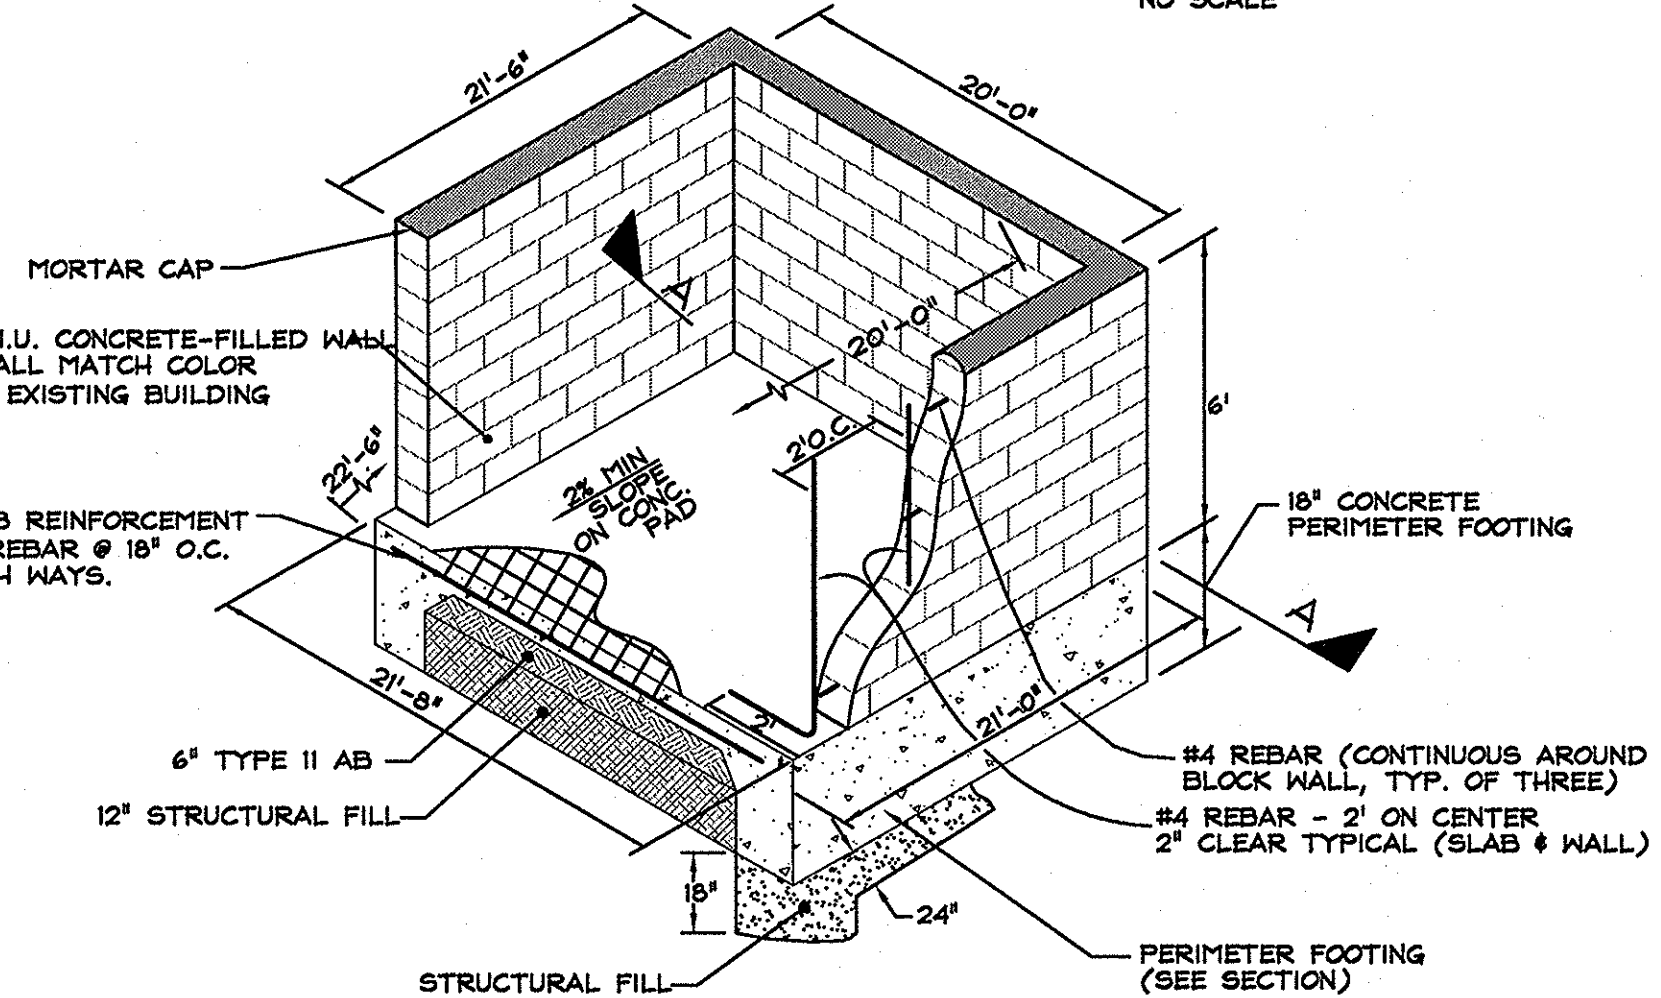 NO SCALE
21'-6"
20'-0"
MORTAR CAP
A
20'-0"
M.U. CONCRETE-FILLED WALL
ALL MATCH COLOR
EXISTING BUILDING
6'
2'O.C.
22'-6"
2% MIN
SLOPE
ON CONC.
PAD
B REINFORCEMENT
REBAR @ 18" O.C.
H WAYS.
18" CONCRETE
PERIMETER FOOTING
A
21'-8"
2'
21'-0"
6" TYPE II AB
12" STRUCTURAL FILL
#4 REBAR (CONTINUOUS AROUND
BLOCK WALL, TYP. OF THREE)
#4 REBAR - 2' ON CENTER
2" CLEAR TYPICAL (SLAB & WALL)
18"
24"
PERIMETER FOOTING
(SEE SECTION)
STRUCTURAL FILL